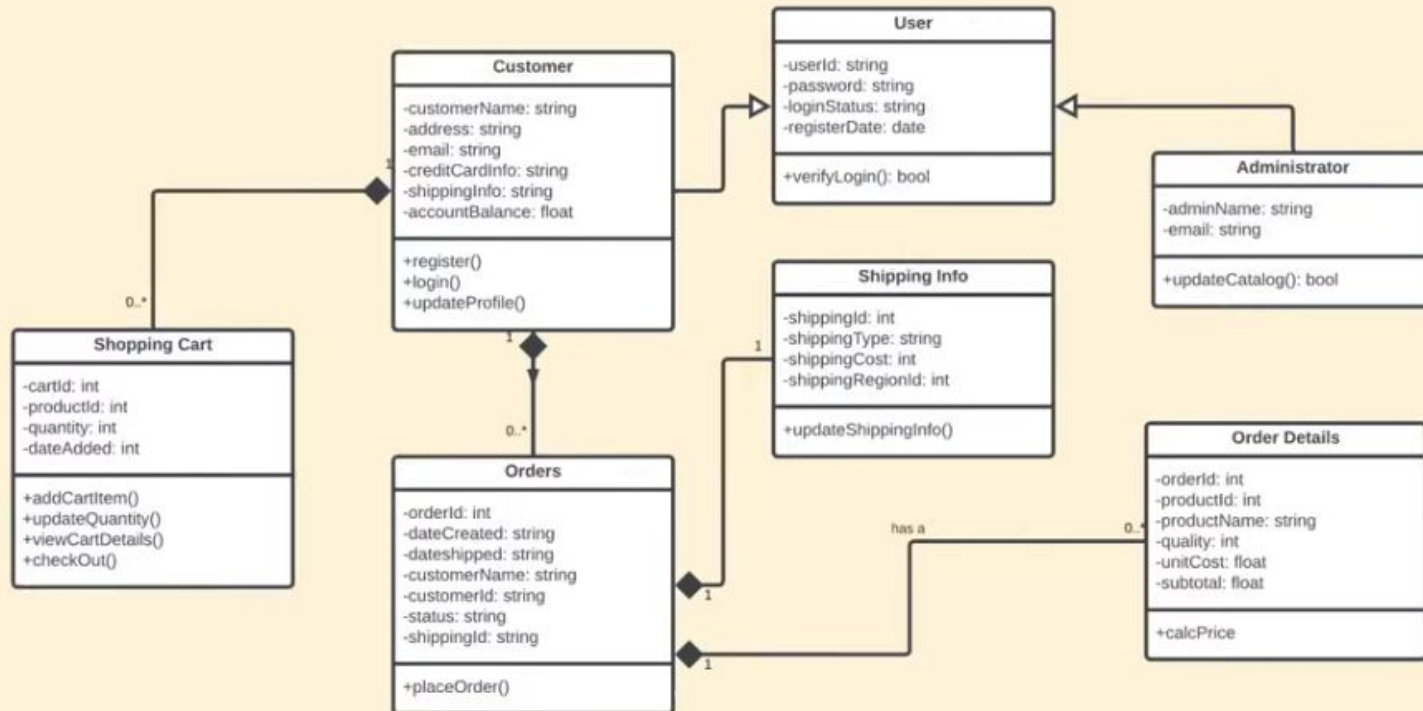 User
-userId: string
-password: string
-loginStatus: string
-registerDate: date
+verifyLogin(): bool
Customer
-customerName: string
-address: string
-email: string
-creditCardInfo: string
-shippingInfo: string
-accountBalance: float
+register()
+login()
+updateProfile()
1
0..*
1
0..*
Administrator
-adminName: string
-email: string
+updateCatalog(): bool
Shipping Info
-shippingId: int
-shippingType: string
-shippingCost: int
-shippingRegionId: int
+updateShippingInfo()
1
Shopping Cart
-cartId: int
-productId: int
-quantity: int
-dateAdded: int
+addCartItem()
+updateQuantity()
+viewCartDetails()
+checkOut()
Orders
-orderId: int
-dateCreated: string
-dateshipped: string
-customerName: string
-customerId: string
-status: string
-shippingId: string
+placeOrder()
1
1
has a
0..*
Order Details
-orderId: int
-productId: int
-productName: string
-quality: int
-unitCost: float
-subtotal: float
+calcPrice